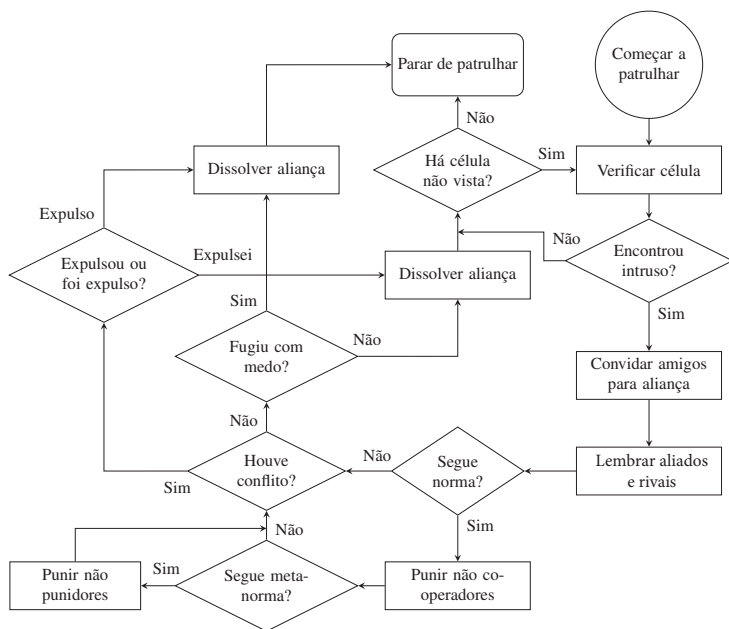 Começar a
patrulhar
Parar de patrulhar
Não
Há célula
não vista?
Sim
Verificar célula
Dissolver aliança
Expulso
Expulsou ou
foi expulso?
Expulsei
Dissolver aliança
Não
Encontrou
intruso?
Sim
Sim
Fugiu com
medo?
Não
Convidar amigos
para aliança
Não
Houve
conflito?
Sim
Não
Segue
norma?
Lembrar aliados
e rivais
Sim
Não
Punir não
punidores
Sim
Segue meta-
norma?
Punir não co-
operadores